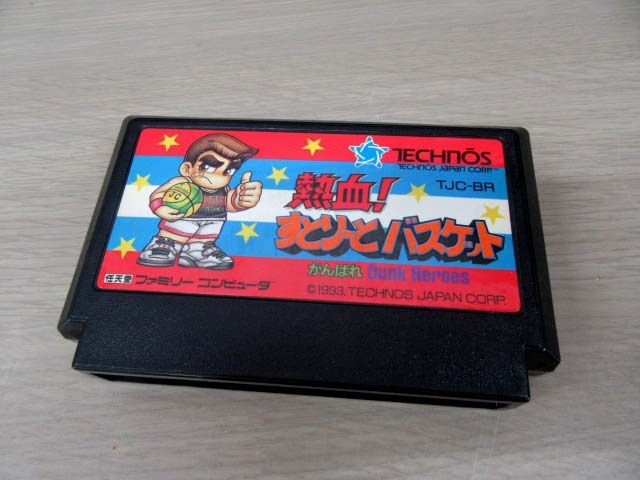 TECHNŌS
TECHNOS JAPAN CORP.
TJC-BR
熱血!
すとりーとバスケット
がんばれ Dunk Heroes
任天堂 ファミリー コンピュータ
©1993, TECHNOS JAPAN CORP.